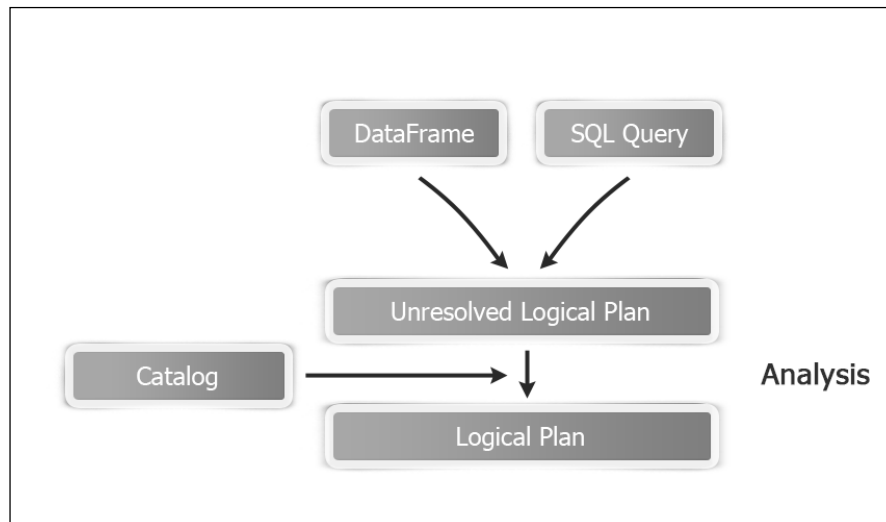 DataFrame
SQL Query
Unresolved Logical Plan
Catalog
Analysis
Logical Plan